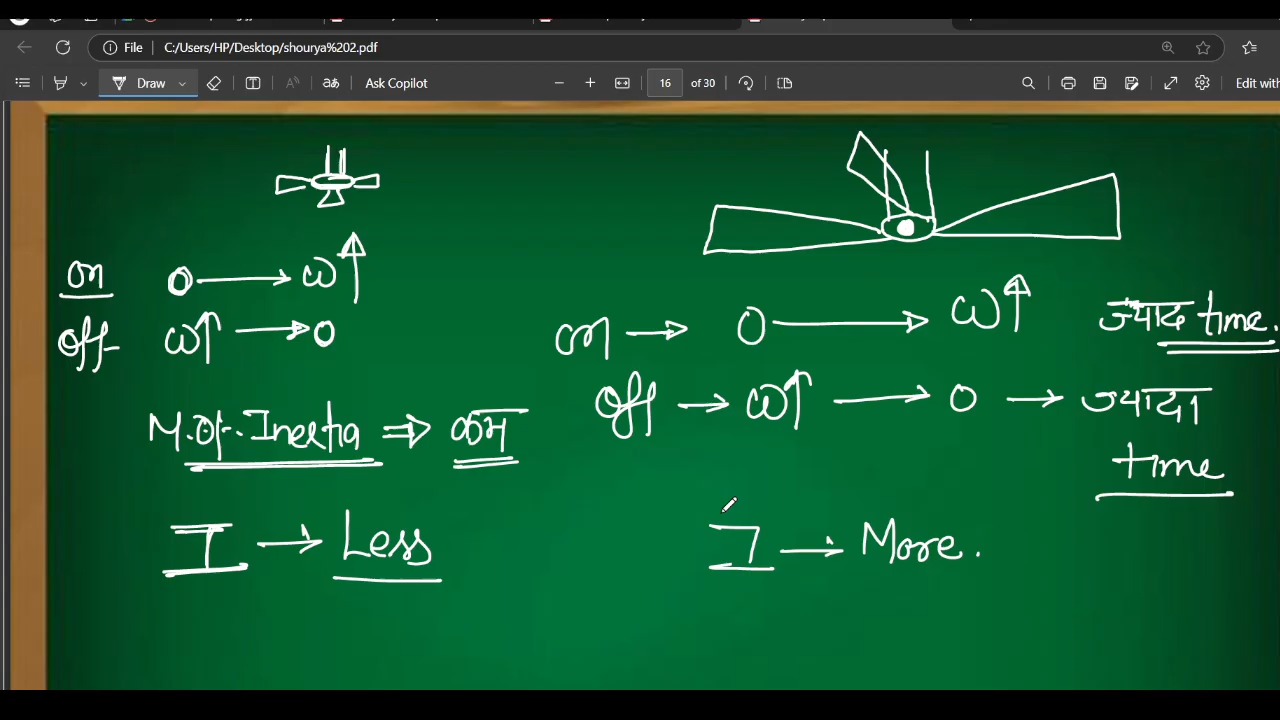 File C:/Users/HP/Desktop/shourya%202.pdf
Draw Ask Copilot 16 of 30 Edit with
on 0 → ω↑
off ω↑ → 0
M.Of.Inertia ⇒ कम
I → Less
on → 0 → ω↑ ज्याद time.
off → ω↑ → 0 → ज्यादा
time
I → More.